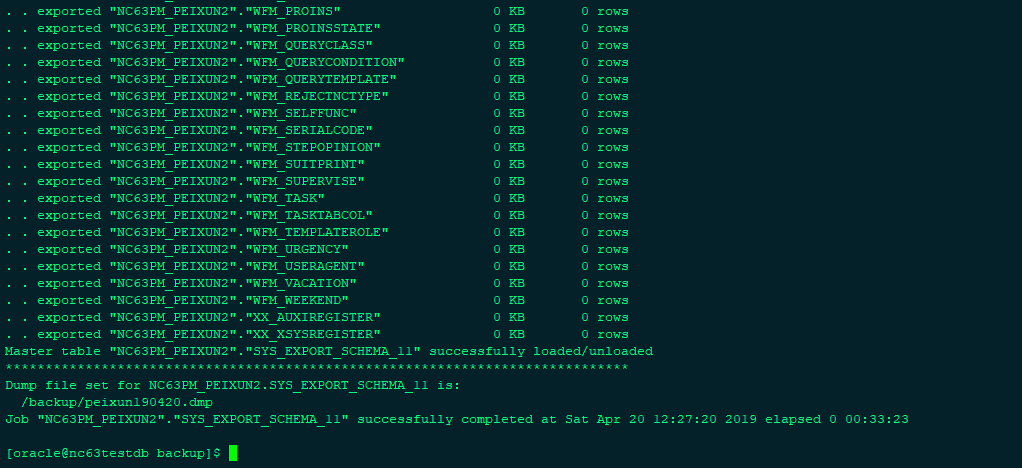 . . exported "NC63PM_PEIXUN2"."WFM_PROINS" 0 KB 0 rows
. . exported "NC63PM_PEIXUN2"."WFM_PROINSSTATE" 0 KB 0 rows
. . exported "NC63PM_PEIXUN2"."WFM_QUERYCLASS" 0 KB 0 rows
. . exported "NC63PM_PEIXUN2"."WFM_QUERYCONDITION" 0 KB 0 rows
. . exported "NC63PM_PEIXUN2"."WFM_QUERYTEMPLATE" 0 KB 0 rows
. . exported "NC63PM_PEIXUN2"."WFM_REJECTNCTYPE" 0 KB 0 rows
. . exported "NC63PM_PEIXUN2"."WFM_SELFFUNC" 0 KB 0 rows
. . exported "NC63PM_PEIXUN2"."WFM_SERIALCODE" 0 KB 0 rows
. . exported "NC63PM_PEIXUN2"."WFM_STEPOPINION" 0 KB 0 rows
. . exported "NC63PM_PEIXUN2"."WFM_SUITPRINT" 0 KB 0 rows
. . exported "NC63PM_PEIXUN2"."WFM_SUPERVISE" 0 KB 0 rows
. . exported "NC63PM_PEIXUN2"."WFM_TASK" 0 KB 0 rows
. . exported "NC63PM_PEIXUN2"."WFM_TASKTABCOL" 0 KB 0 rows
. . exported "NC63PM_PEIXUN2"."WFM_TEMPLATEROLE" 0 KB 0 rows
. . exported "NC63PM_PEIXUN2"."WFM_URGENCY" 0 KB 0 rows
. . exported "NC63PM_PEIXUN2"."WFM_USERAGENT" 0 KB 0 rows
. . exported "NC63PM_PEIXUN2"."WFM_VACATION" 0 KB 0 rows
. . exported "NC63PM_PEIXUN2"."WFM_WEEKEND" 0 KB 0 rows
. . exported "NC63PM_PEIXUN2"."XX_AUXIREGISTER" 0 KB 0 rows
. . exported "NC63PM_PEIXUN2"."XX_XSYSREGISTER" 0 KB 0 rows
Master table "NC63PM_PEIXUN2"."SYS_EXPORT_SCHEMA_11" successfully loaded/unloaded
******************************************************************************
Dump file set for NC63PM_PEIXUN2.SYS_EXPORT_SCHEMA_11 is:
/backup/peixun190420.dmp
Job "NC63PM_PEIXUN2"."SYS_EXPORT_SCHEMA_11" successfully completed at Sat Apr 20 12:27:20 2019 elapsed 0 00:33:23
[oracle@nc63testdb backup]$